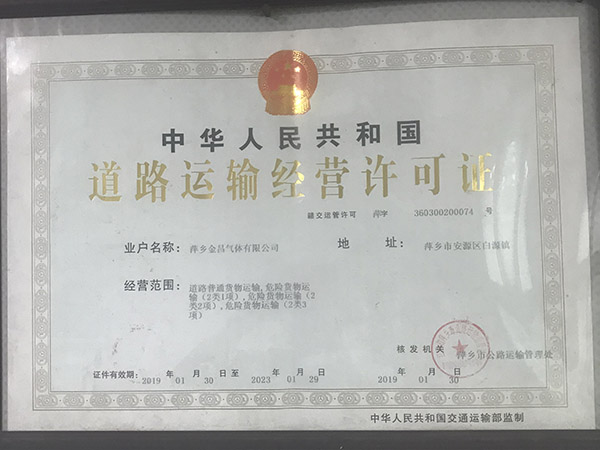 中华人民共和国
道路运输经营许可证
赣交运管许可 萍字 360300200074 号
业户名称： 萍乡金昌气体有限公司 地 址： 萍乡市安源区白源镇
经营范围： 道路普通货物运输,危险货物运
输（2类1项）,危险货物运输（2
类2项）,危险货物运输（2类3
项）
核发机关 萍乡市公路运输管理处
证件有效期： 2019 年 01 月 30 日至 2023 年 01 月 29 日 2019 年 01 月 30 日
中华人民共和国交通运输部监制